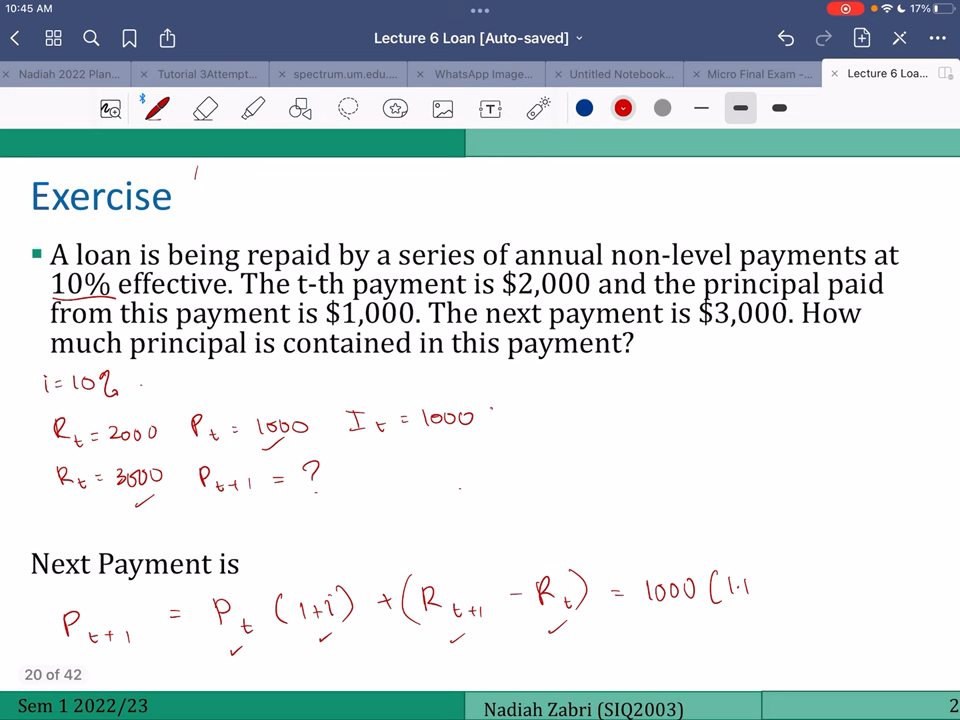 10:45 AM
17%
Lecture 6 Loan [Auto-saved]
Nadiah 2022 Plan...
Tutorial 3Attempt...
spectrum.um.edu....
WhatsApp Image...
Untitled Notebook...
Micro Final Exam -...
Lecture 6 Loa...
Exercise
A loan is being repaid by a series of annual non-level payments at
10% effective. The t-th payment is $2,000 and the principal paid
from this payment is $1,000. The next payment is $3,000. How
much principal is contained in this payment?
i = 10%
R_t = 2000 P_t = 1000 I_t = 1000
R_t = 3000 P_{t+1} = ?
Next Payment is
P_{t+1} = P_t (1+i) + (R_{t+1} - R_t) = 1000 (1.1
20 of 42
Sem 1 2022/23
Nadiah Zabri (SIQ2003)
2